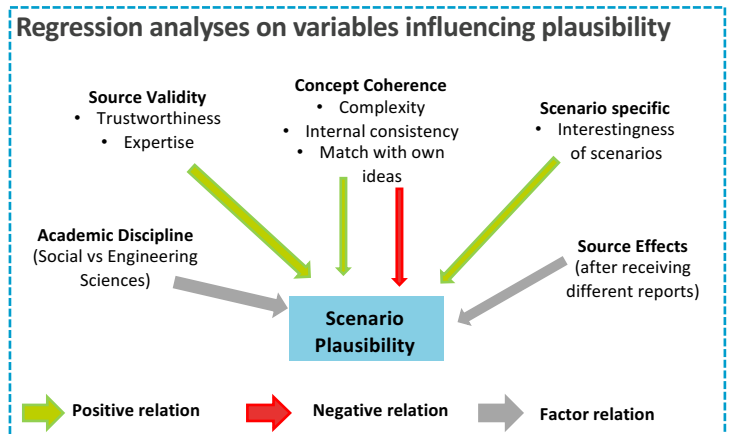 Regression analyses on variables influencing plausibility
Source Validity
• Trustworthiness
• Expertise
Concept Coherence
• Complexity
• Internal consistency
• Match with own
ideas
Scenario specific
• Interestingness
of scenarios
Academic Discipline
(Social vs Engineering
Sciences)
Source Effects
(after receiving
different reports)
Scenario
Plausibility
Positive relation
Negative relation
Factor relation